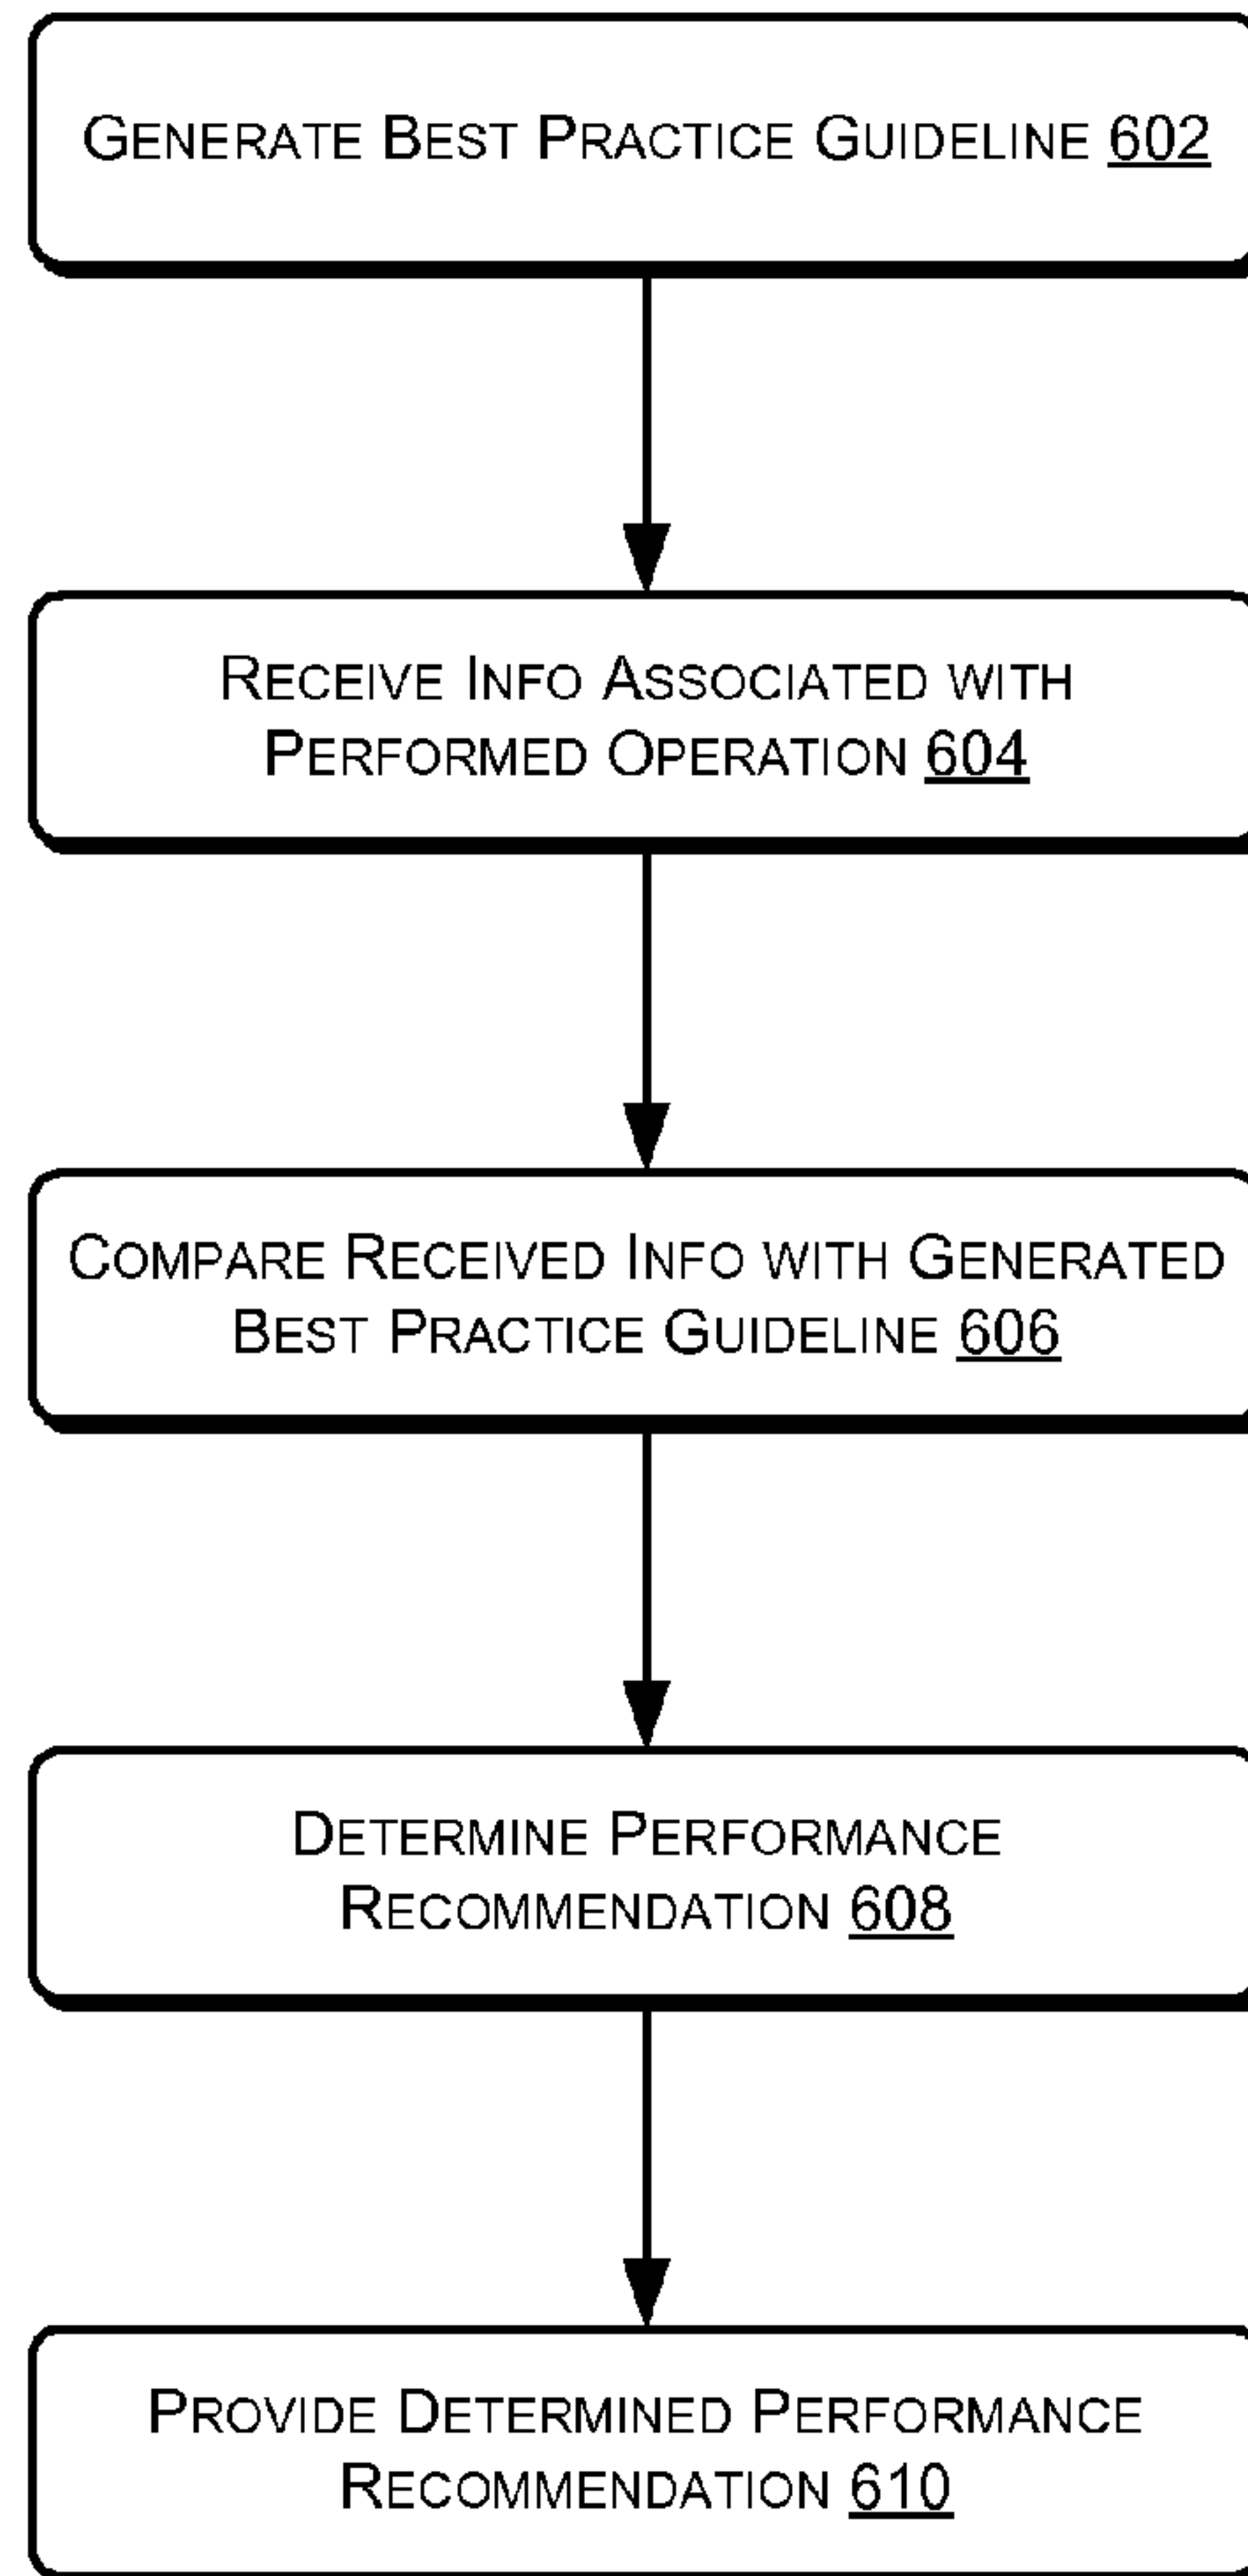 Generate Best Practice Guideline 602
Receive Info Associated with
Performed Operation 604
Compare Received Info with Generated
Best Practice Guideline 606
Determine Performance
Recommendation 608
Provide Determined Performance
Recommendation 610